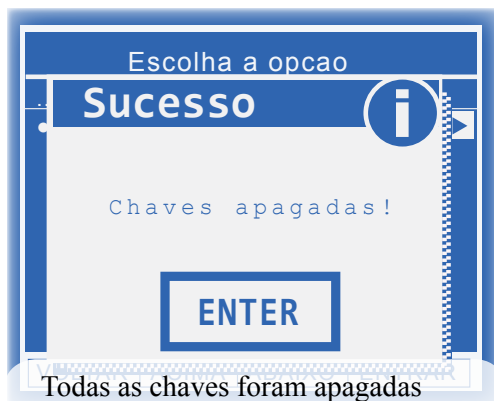 Escolha a opcao
Sucesso
Chaves apagadas!
ENTER
Todas as chaves foram apagadas